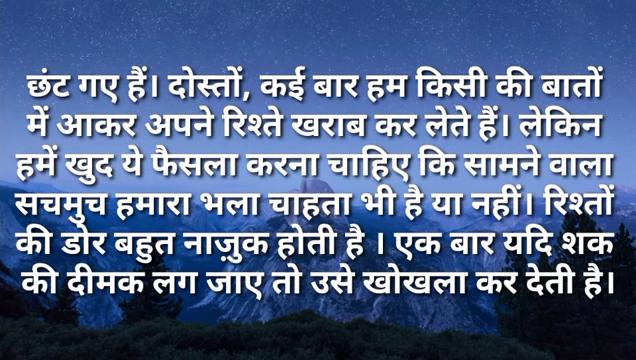 छंट गए हैं। दोस्तों, कई बार हम किसी की बातों
में आकर अपने रिश्ते खराब कर लेते हैं। लेकिन
हमें खुद ये फैसला करना चाहिए कि सामने वाला
सचमुच हमारा भला चाहता भी है या नहीं। रिश्तों
की डोर बहुत नाज़ुक होती है । एक बार यदि शक
की दीमक लग जाए तो उसे खोखला कर देती है।